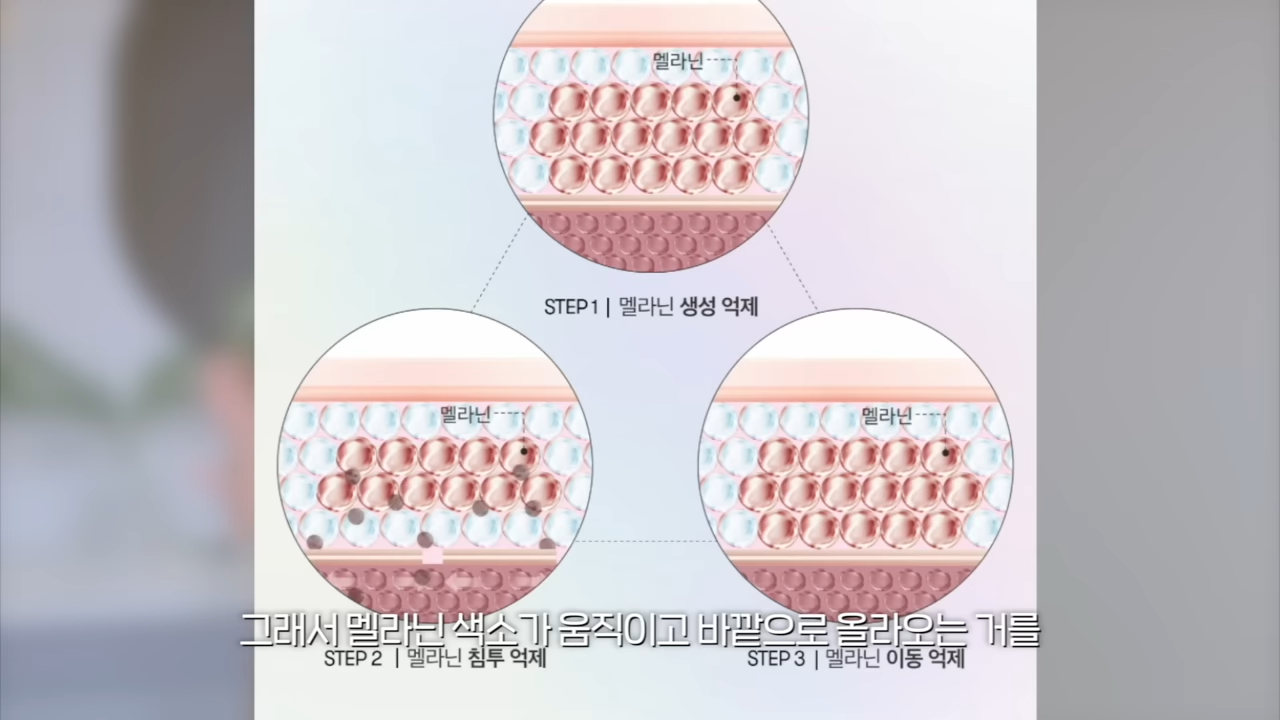 멜라닌
STEP 1 | 멜라닌 생성 억제
멜라닌
멜라닌
그래서 멜라닌 색소가 움직이고 바깥으로 올라오는 거를
STEP 2 | 멜라닌 침투 억제
STEP 3 | 멜라닌 이동 억제